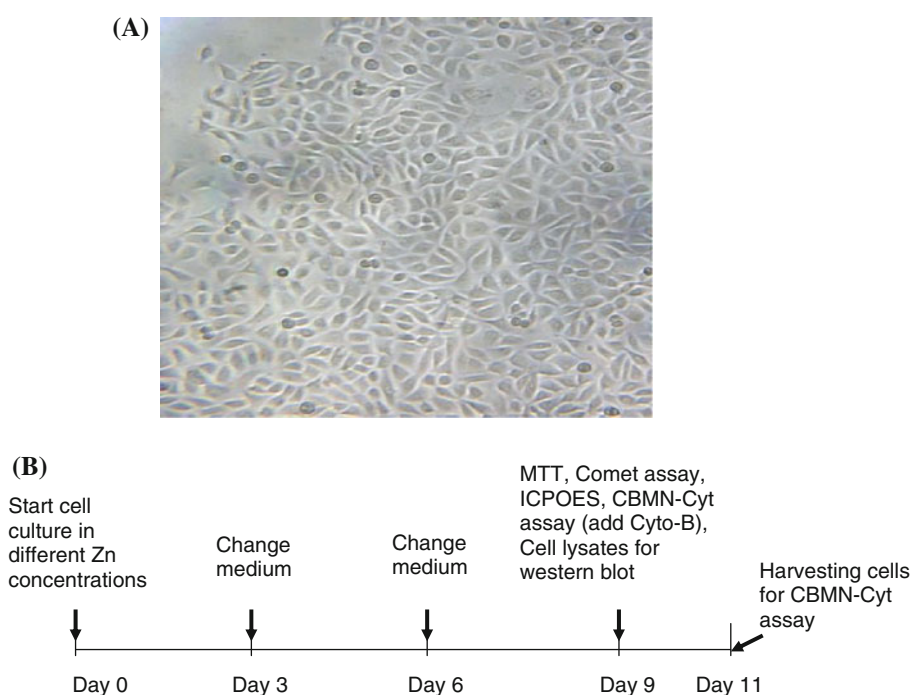 (A)
(B)
Start cell
culture in
different Zn
concentrations
Change
medium
Change
medium
MTT, Comet assay,
ICPOES, CBMN-Cyt
assay (add Cyto-B),
Cell lysates for
western blot
Harvesting cells
for CBMN-Cyt
assay
Day 0
Day 3
Day 6
Day 9
Day 11